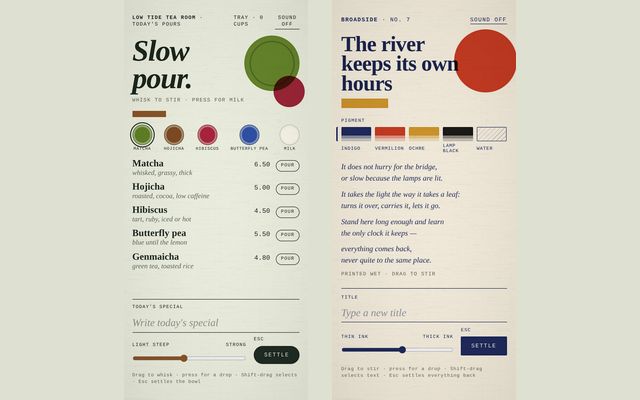 LOW TIDE TEA ROOM ·
TODAY'S POURS
TRAY · 0
CUPS
SOUND
OFF
Slow
pour.
WHISK TO STIR · PRESS FOR MILK
MATCHA
HOJICHA
HIBISCUS
BUTTERFLY PEA
MILK
Matcha 6.50 POUR
whisked, grassy, thick
Hojicha 5.00 POUR
roasted, cocoa, low caffeine
Hibiscus 4.50 POUR
tart, ruby, iced or hot
Butterfly pea 5.50 POUR
blue until the lemon
Genmaicha 4.80 POUR
green tea, toasted rice
TODAY'S SPECIAL
Write today's special
LIGHT STEEP
STRONG
ESC
SETTLE
Drag to whisk · press for a drop · Shift-drag selects
· Esc settles the bowl
BROADSIDE · NO. 7
SOUND OFF
The river
keeps its own
hours
PIGMENT
INDIGO
VERMILION
OCHRE
LAMP
BLACK
WATER
It does not hurry for the bridge,
or slow because the lamps are lit.
It takes the light the way it takes a leaf:
turns it over, carries it, lets it go.
Stand here long enough and learn
the only clock it keeps —
everything comes back,
never quite to the same place.
PRINTED WET · DRAG TO STIR
TITLE
Type a new title
THIN INK
THICK INK
ESC
SETTLE
Drag to stir · press for a drop · Shift-drag
selects text · Esc settles everything back